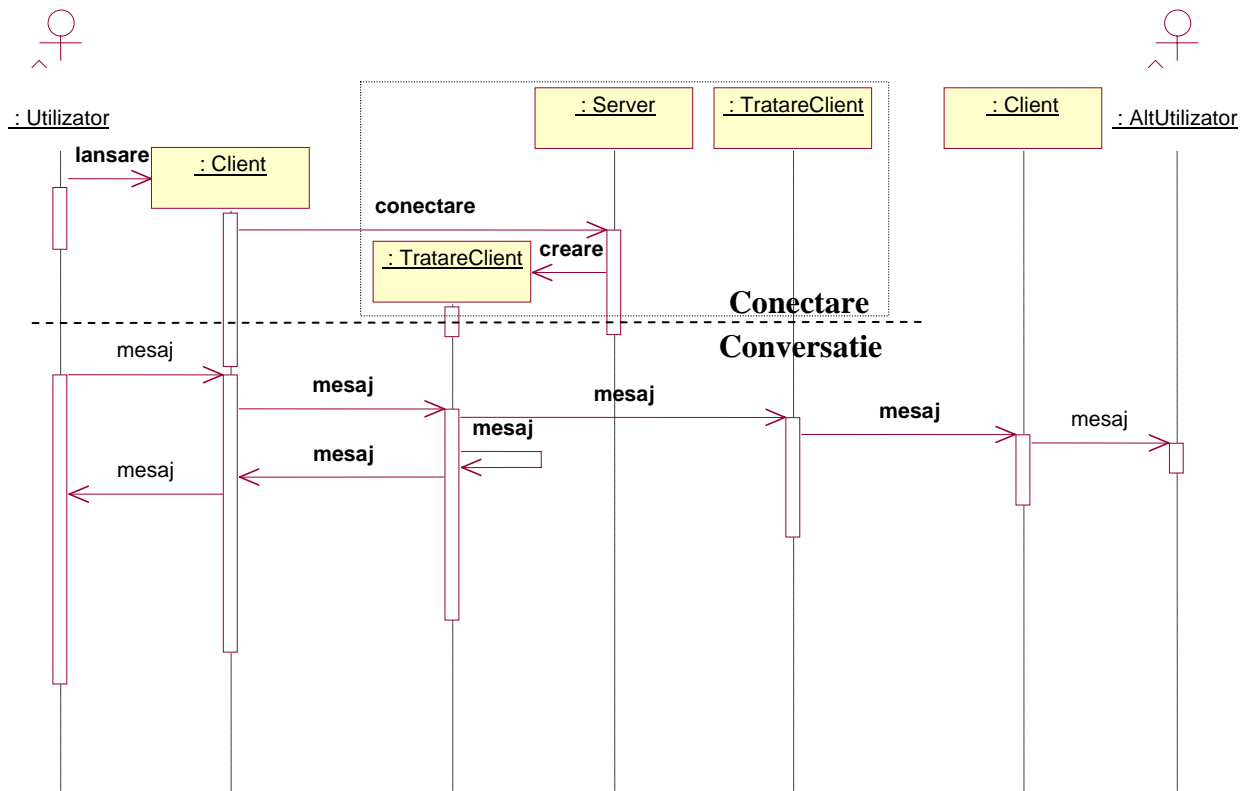 : Server
: TratareClient
: Client
: Utilizator
: AltUtilizator
lansare
: Client
conectare
: TratareClient
creare
Conectare
Conversatie
mesaj
mesaj
mesaj
mesaj
mesaj
mesaj
mesaj
mesaj